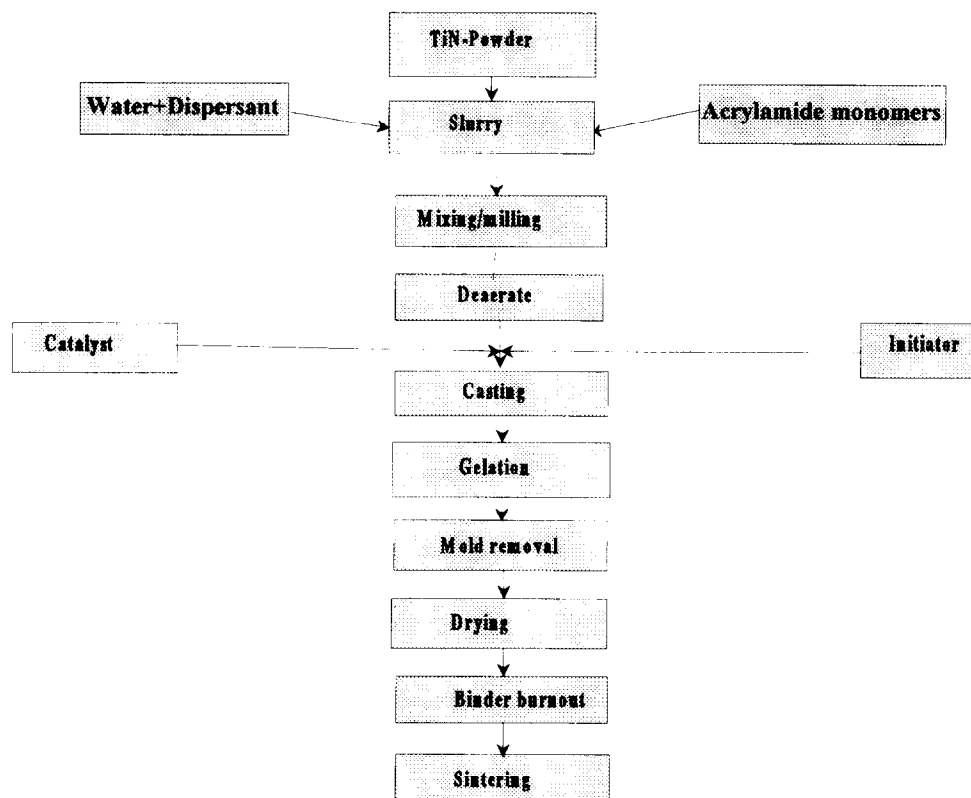 TiN-Powder
Water+Dispersant
Slurry
Acrylamide monomers
Mixing/milling
Deaerate
Catalyst
Initiator
Casting
Gelation
Mold removal
Drying
Binder burnout
Sintering